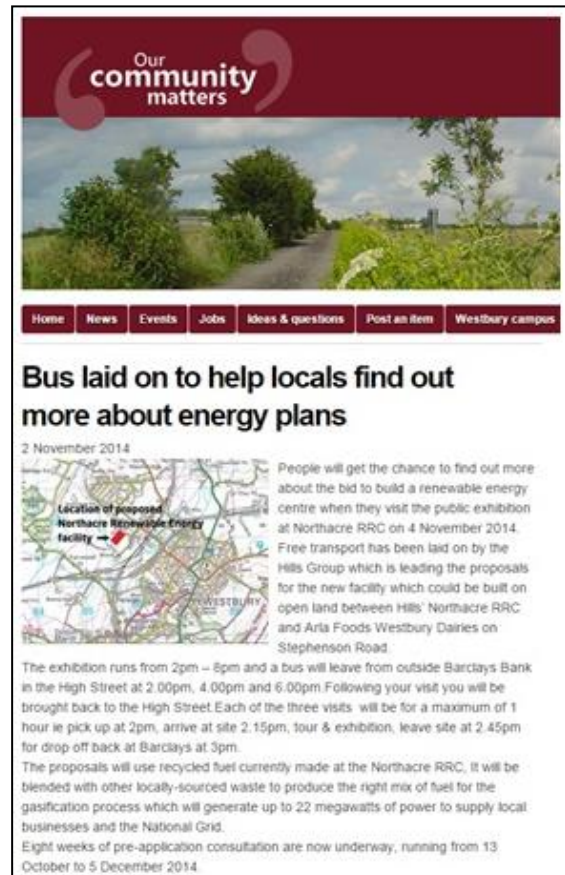 Our
community
matters
Home News Events Jobs Ideas & questions Post an item Westbury campus
Bus laid on to help locals find out
more about energy plans
2 November 2014
Location of proposed
Northacre Renewable Energy
facility
WESTBURY
People will get the chance to find out more
about the bid to build a renewable energy
centre when they visit the public exhibition
at Northacre RRC on 4 November 2014.
Free transport has been laid on by the
Hills Group which is leading the proposals
for the new facility which could be built on
open land between Hills' Northacre RRC
and Arla Foods Westbury Dairies on
Stephenson Road.
The exhibition runs from 2pm – 8pm and a bus will leave from outside Barclays Bank
in the High Street at 2.00pm, 4.00pm and 6.00pm.Following your visit you will be
brought back to the High Street.Each of the three visits will be for a maximum of 1
hour ie pick up at 2pm, arrive at site 2.15pm, tour & exhibition, leave site at 2.45pm
for drop off back at Barclays at 3pm.
The proposals will use recycled fuel currently made at the Northacre RRC, It will be
blended with other locally-sourced waste to produce the right mix of fuel for the
gasification process which will generate up to 22 megawatts of power to supply local
businesses and the National Grid.
Eight weeks of pre-application consultation are now underway, running from 13
October to 5 December 2014.